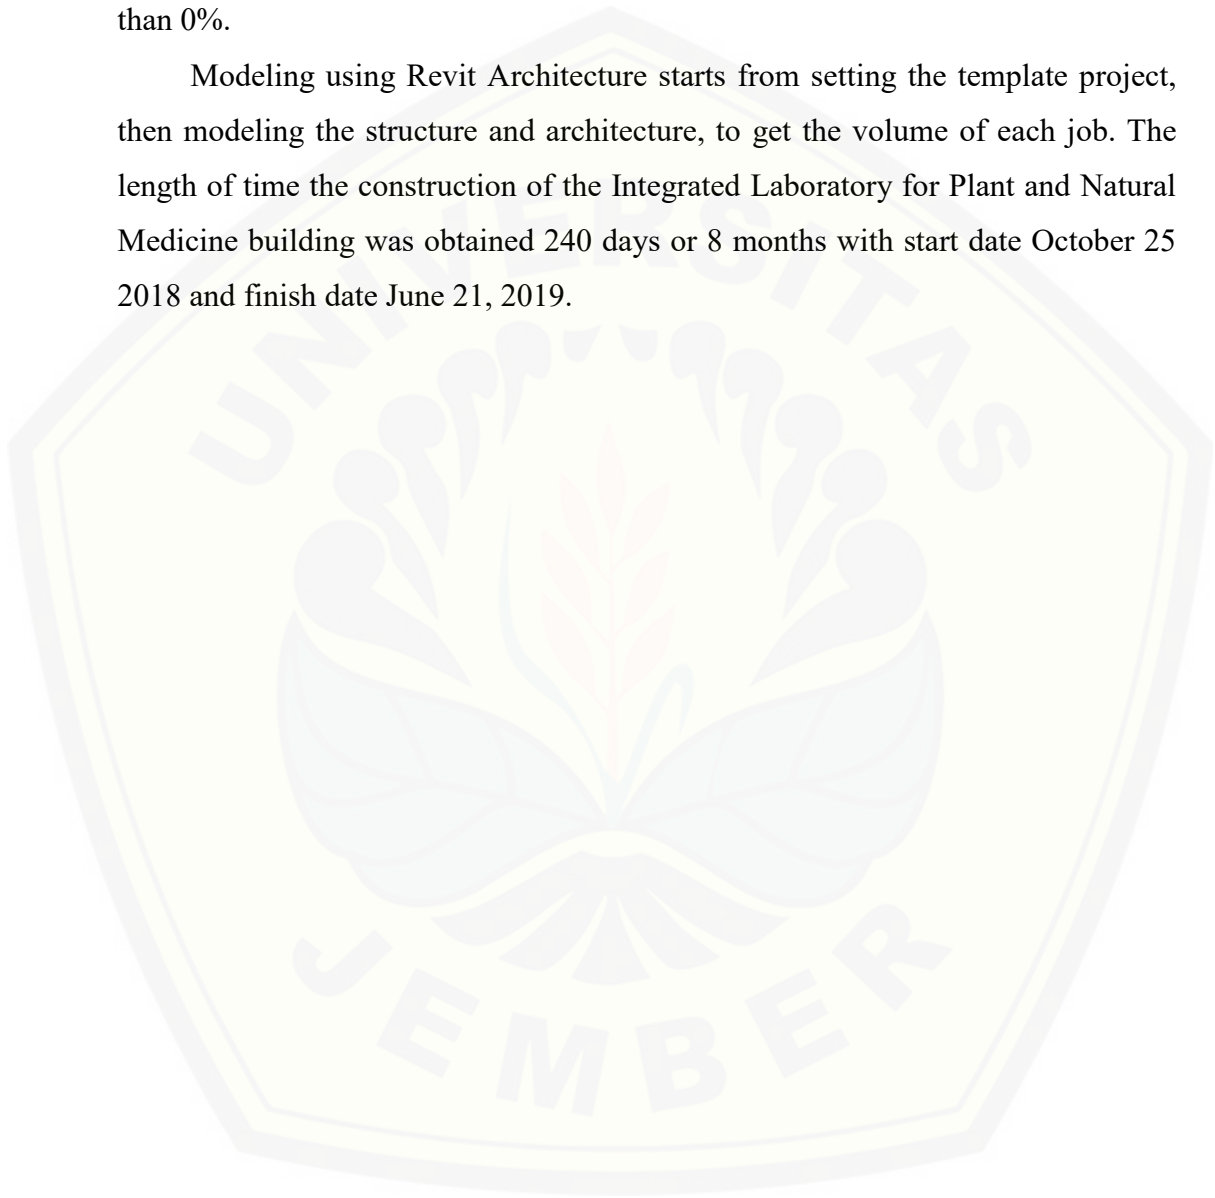 than 0%.
Modeling using Revit Architecture starts from setting the template project,
then modeling the structure and architecture, to get the volume of each job. The
length of time the construction of the Integrated Laboratory for Plant and Natural
Medicine building was obtained 240 days or 8 months with start date October 25
2018 and finish date June 21, 2019.
UNIVERSITAS
JEMBER